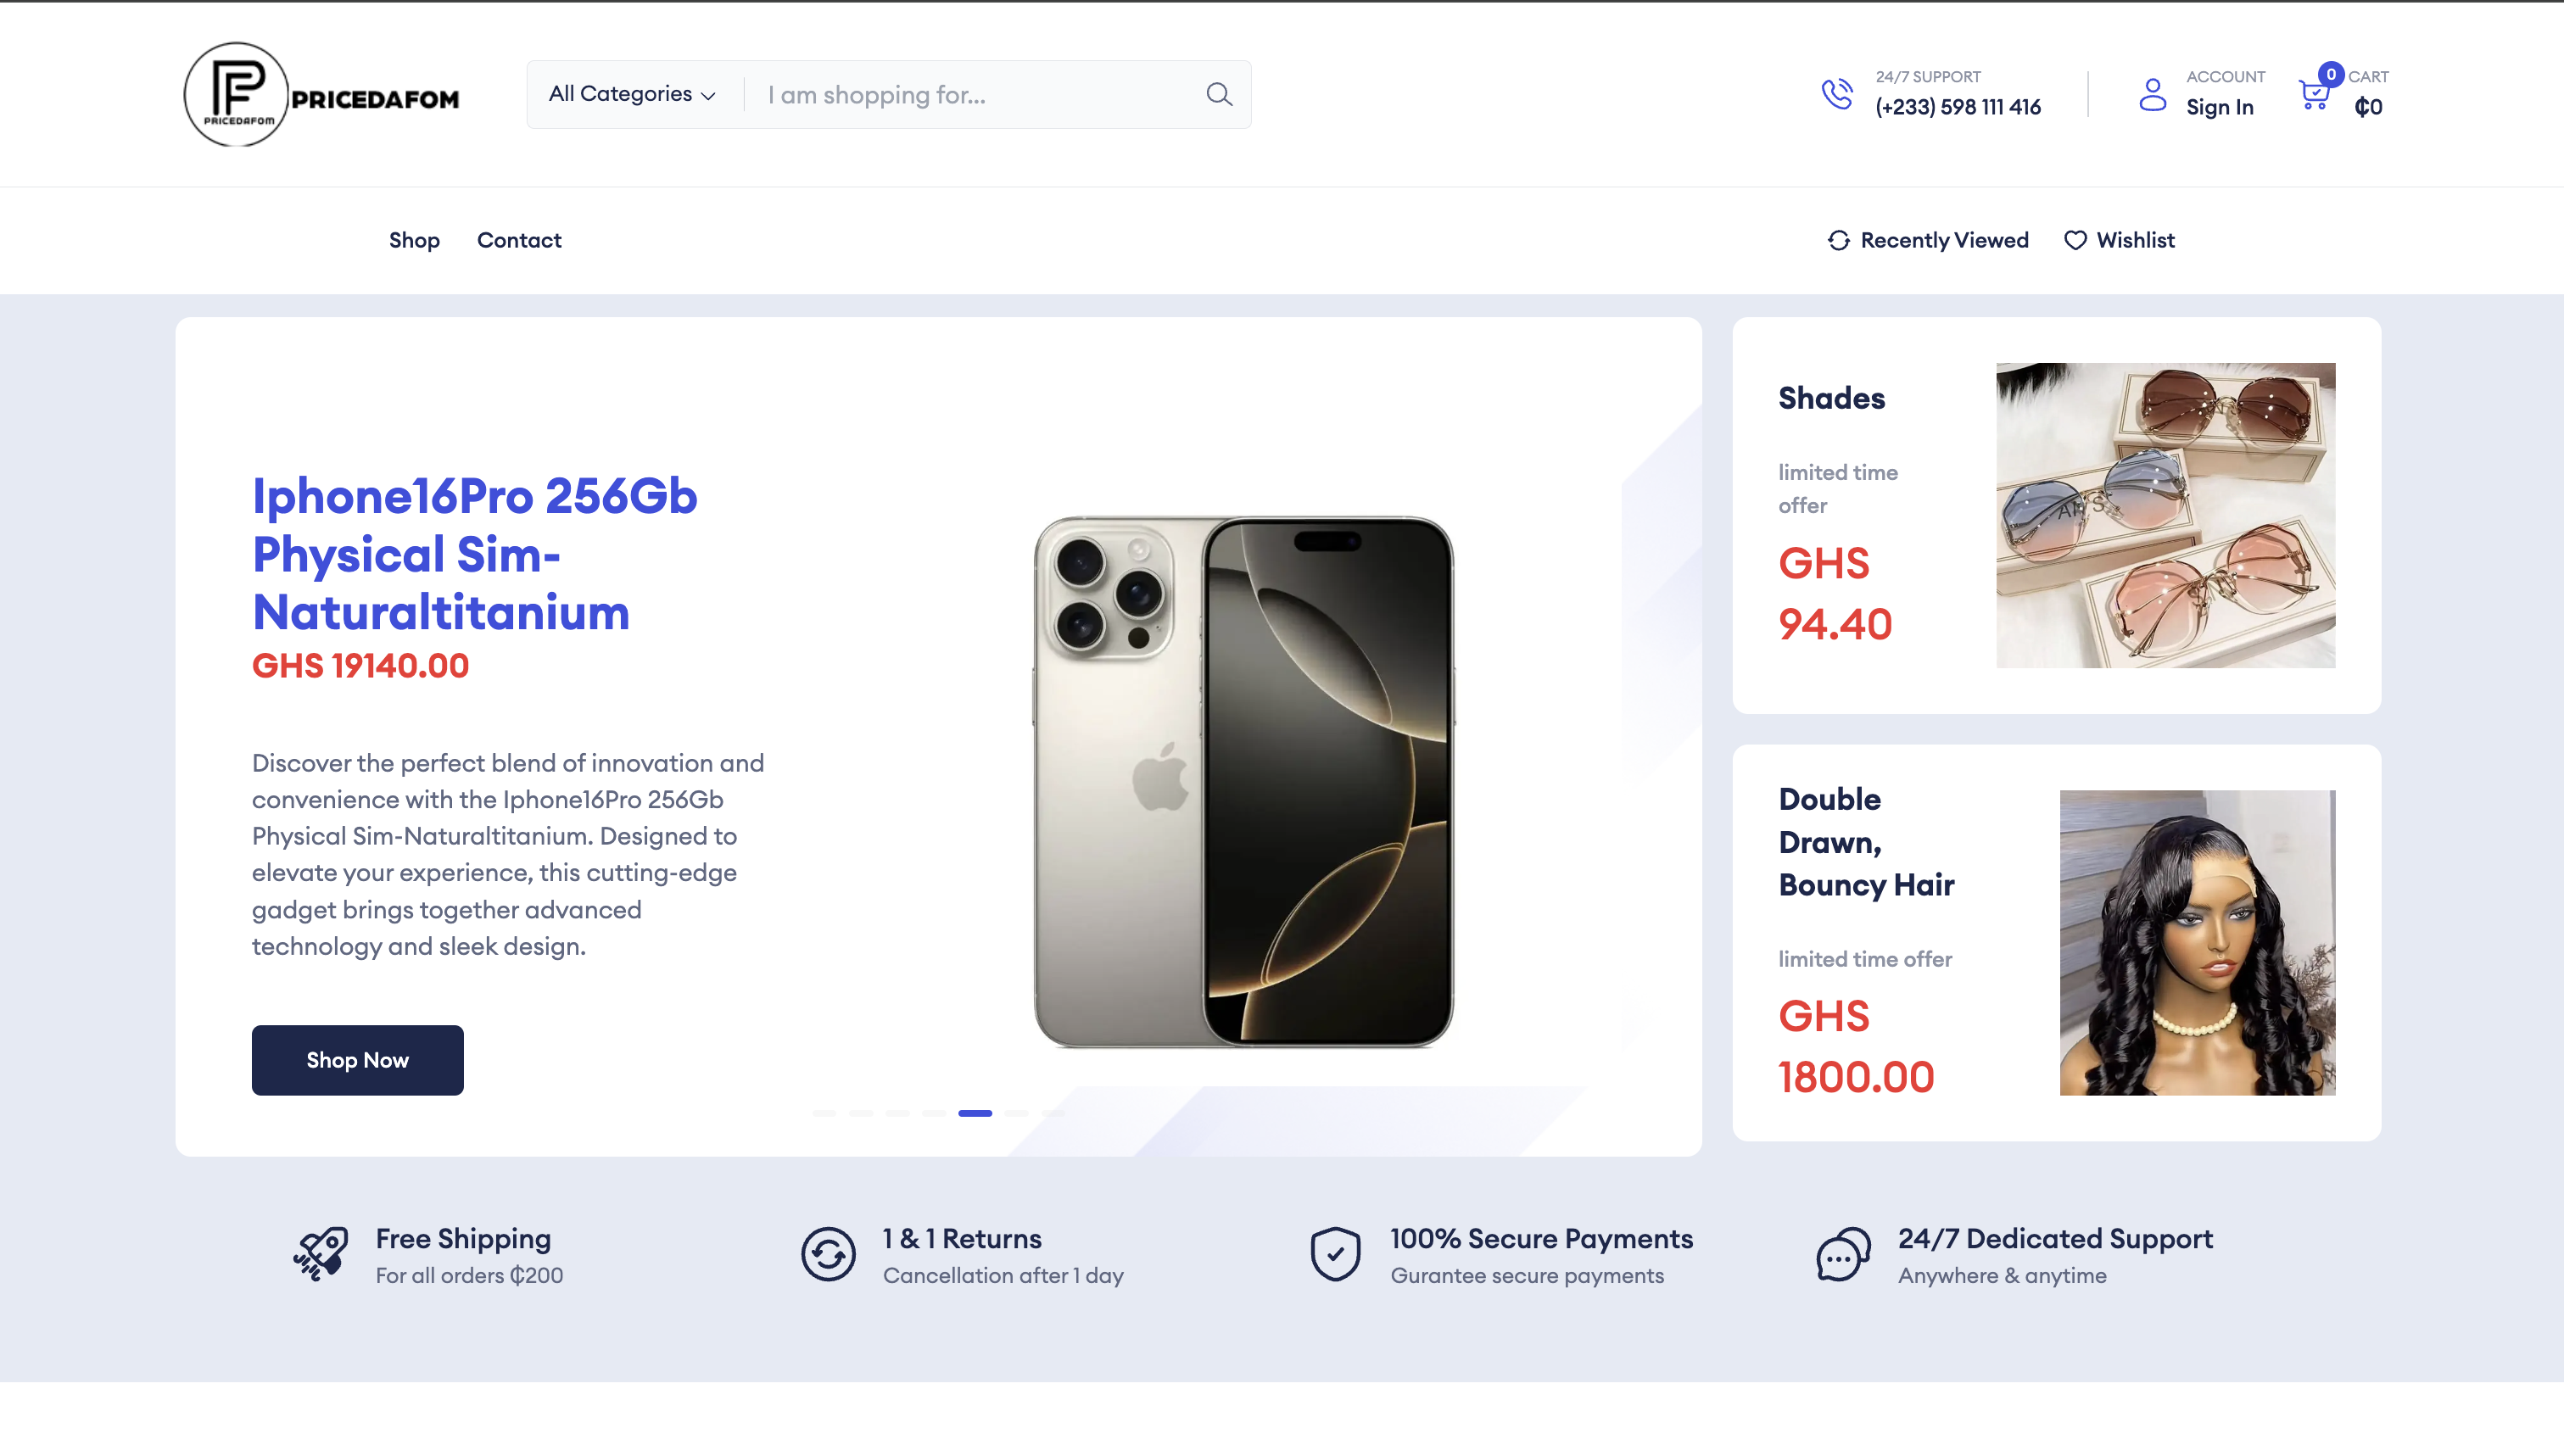 PRICEDAFOM
PRICEDAFOM
All Categories
I am shopping for...
24/7 SUPPORT
(+233) 598 111 416
ACCOUNT
Sign In
0
CART
₵0
Shop
Contact
Recently Viewed
Wishlist
Iphone16Pro 256Gb
Physical Sim-
Naturaltitanium
GHS 19140.00
Discover the perfect blend of innovation and
convenience with the Iphone16Pro 256Gb
Physical Sim-Naturaltitanium. Designed to
elevate your experience, this cutting-edge
gadget brings together advanced
technology and sleek design.
Shop Now
Shades
limited time
offer
GHS
94.40
Double
Drawn,
Bouncy Hair
limited time offer
GHS
1800.00
Free Shipping
For all orders ₵200
1 & 1 Returns
Cancellation after 1 day
100% Secure Payments
Gurantee secure payments
24/7 Dedicated Support
Anywhere & anytime